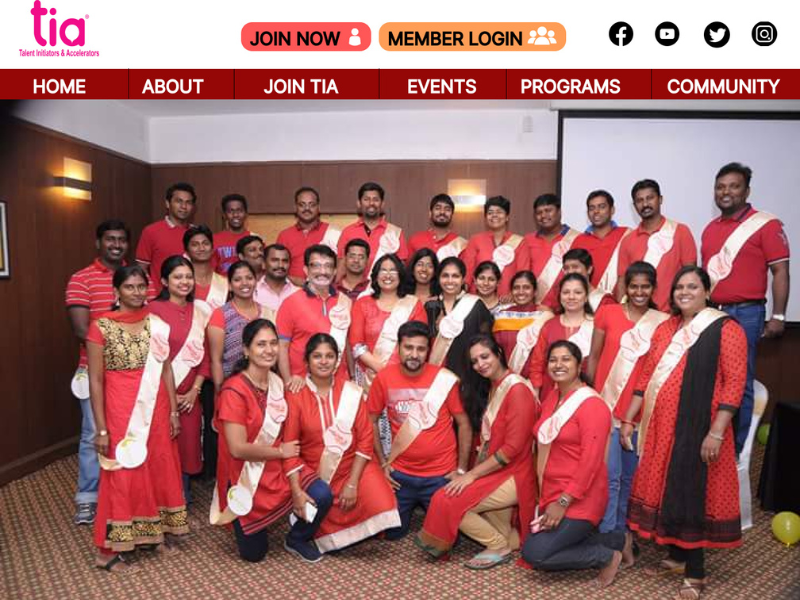 tia
Talent Initiators & Accelerators
JOIN NOW
MEMBER LOGIN
HOME
ABOUT
JOIN TIA
EVENTS
PROGRAMS
COMMUNITY